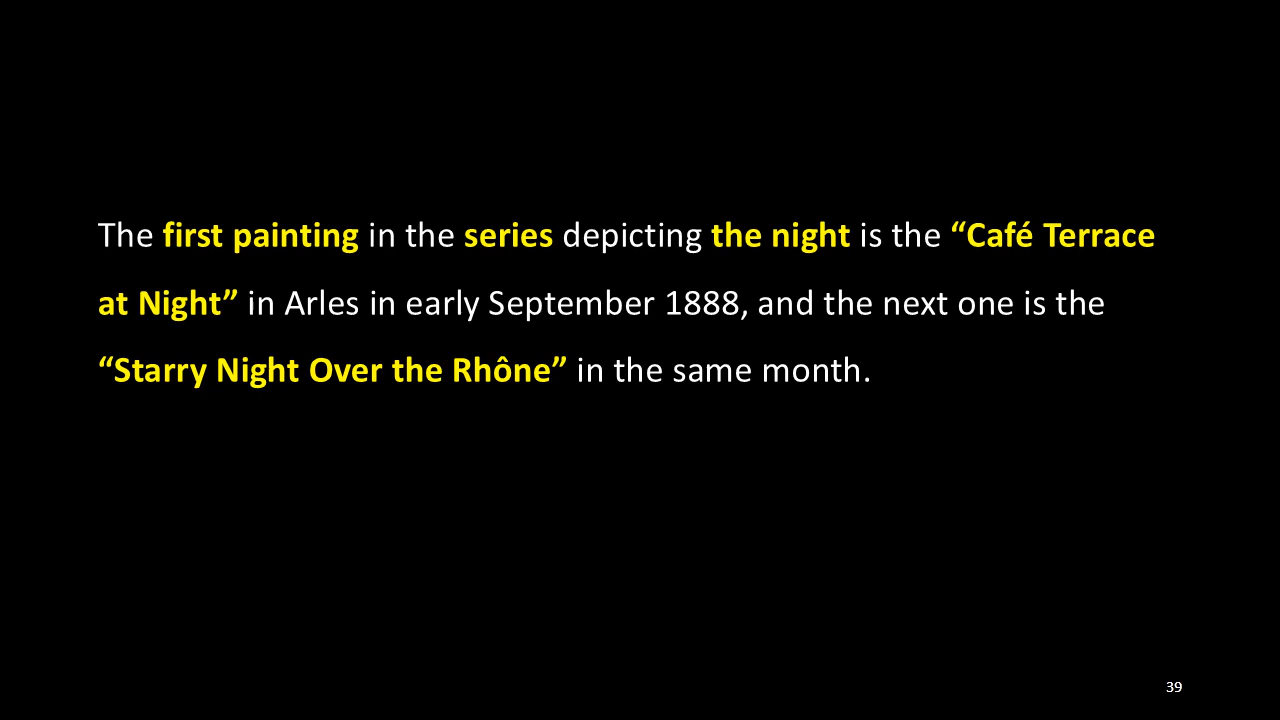 The first painting in the series depicting the night is the “Café Terrace
at Night” in Arles in early September 1888, and the next one is the
“Starry Night Over the Rhône” in the same month.
39